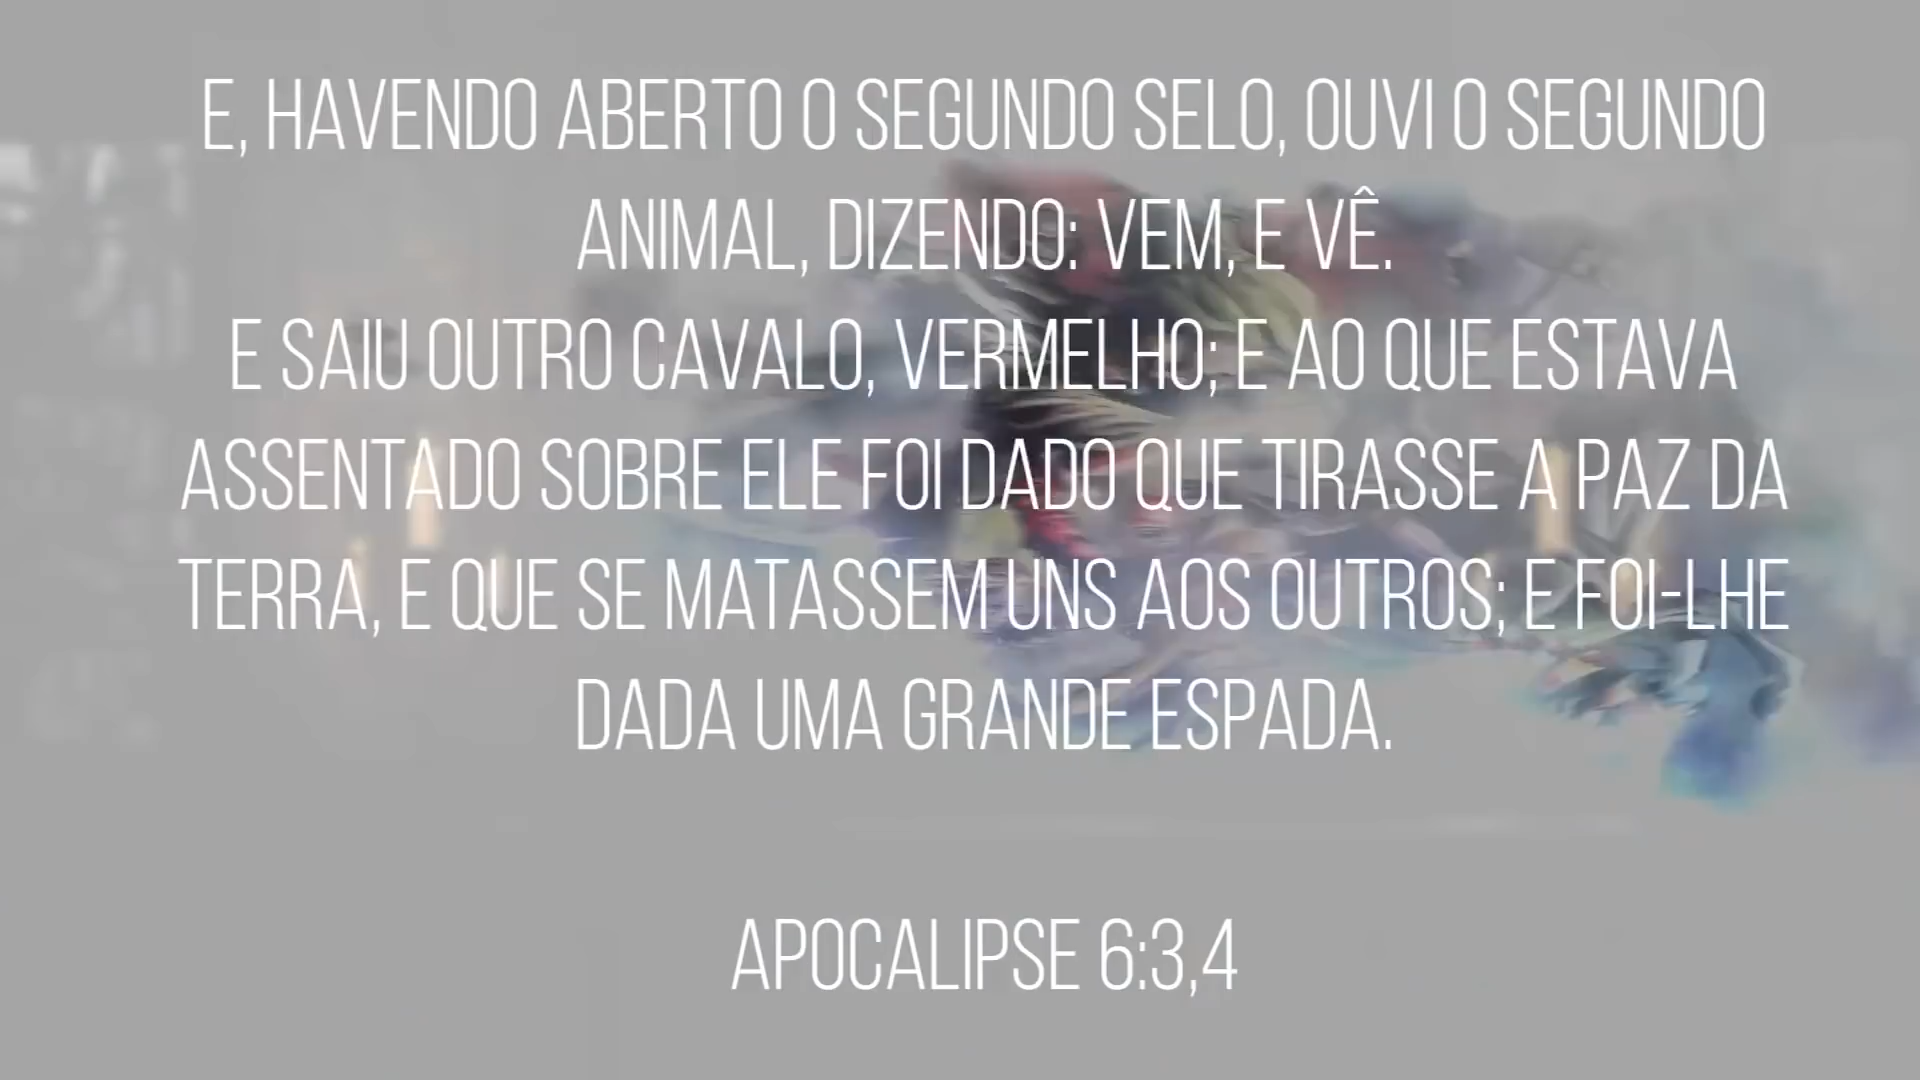 E, HAVENDO ABERTO O SEGUNDO SELO, OUVI O SEGUNDO
ANIMAL, DIZENDO: VEM, E VÊ.
E SAIU OUTRO CAVALO, VERMELHO; E AO QUE ESTAVA
ASSENTADO SOBRE ELE FOI DADO QUE TIRASSE A PAZ DA
TERRA, E QUE SE MATASSEM UNS AOS OUTROS; E FOI-LHE
DADA UMA GRANDE ESPADA.
APOCALIPSE 6:3,4